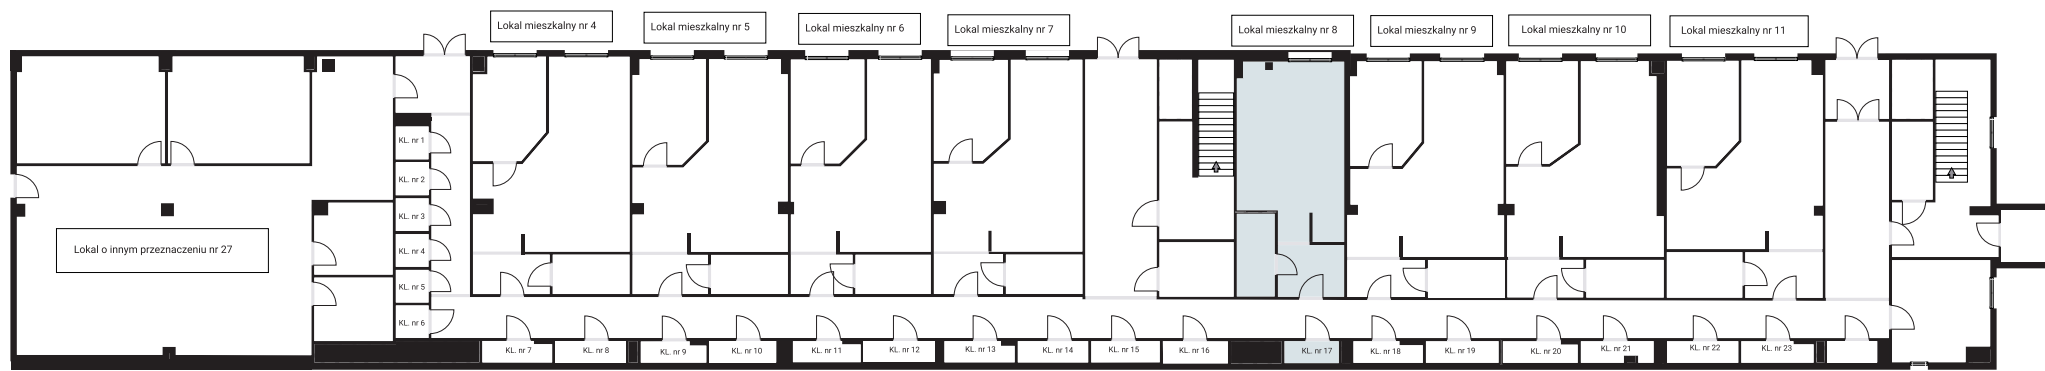 Lokal mieszkalny nr 4
Lokal mieszkalny nr 5
Lokal mieszkalny nr 6
Lokal mieszkalny nr 7
Lokal mieszkalny nr 8
Lokal mieszkalny nr 9
Lokal mieszkalny nr 10
Lokal mieszkalny nr 11
KL. nr 1
KL. nr 2
KL. nr 3
KL. nr 4
KL. nr 5
KL. nr 6
Lokal o innym przeznaczeniu nr 27
KL. nr 7
KL. nr 8
KL. nr 9
KL. nr 10
KL. nr 11
KL. nr 12
KL. nr 13
KL. nr 14
KL. nr 15
KL. nr 16
KL. nr 17
KL. nr 18
KL. nr 19
KL. nr 20
KL. nr 21
KL. nr 22
KL. nr 23